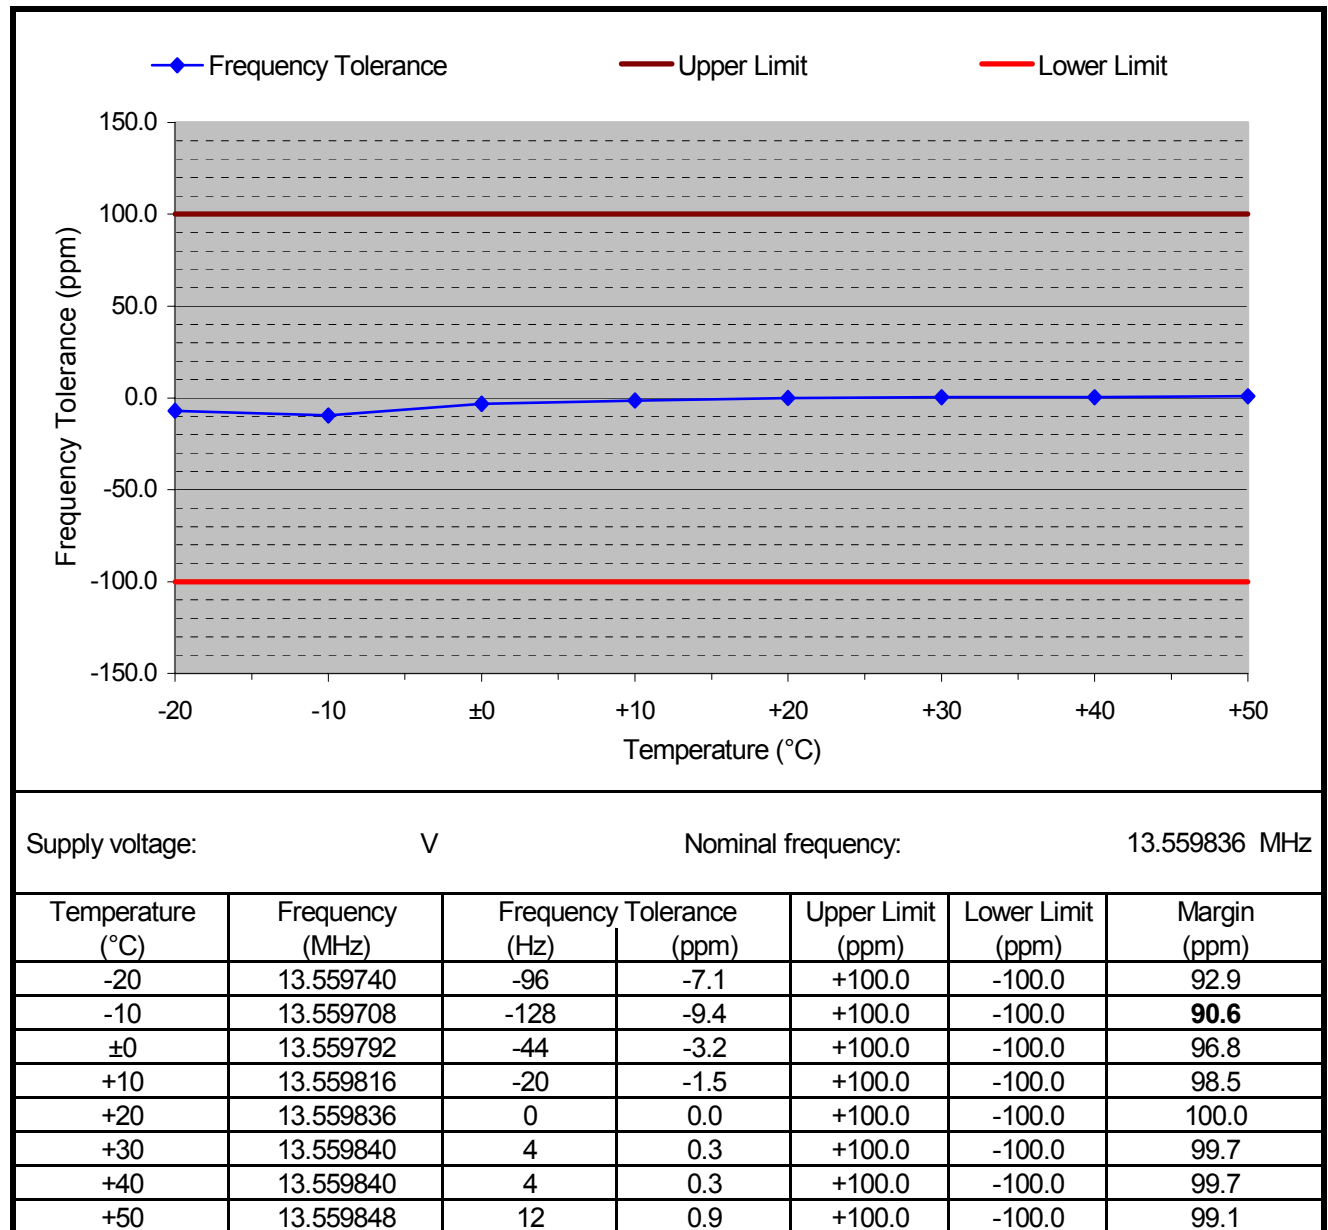 Frequency Tolerance Upper Limit Lower Limit
150.0
100.0
50.0
0.0
-50.0
-100.0
-150.0
Frequency Tolerance (ppm)
-20 -10 ±0 +10 +20 +30 +40 +50
Temperature (°C)
Supply voltage: V Nominal frequency: 13.559836 MHz
Temperature Frequency Frequency Tolerance Upper Limit Lower Limit Margin
(°C) (MHz) (Hz) (ppm) (ppm) (ppm) (ppm)
-20 13.559740 -96 -7.1 +100.0 -100.0 92.9
-10 13.559708 -128 -9.4 +100.0 -100.0 90.6
±0 13.559792 -44 -3.2 +100.0 -100.0 96.8
+10 13.559816 -20 -1.5 +100.0 -100.0 98.5
+20 13.559836 0 0.0 +100.0 -100.0 100.0
+30 13.559840 4 0.3 +100.0 -100.0 99.7
+40 13.559840 4 0.3 +100.0 -100.0 99.7
+50 13.559848 12 0.9 +100.0 -100.0 99.1